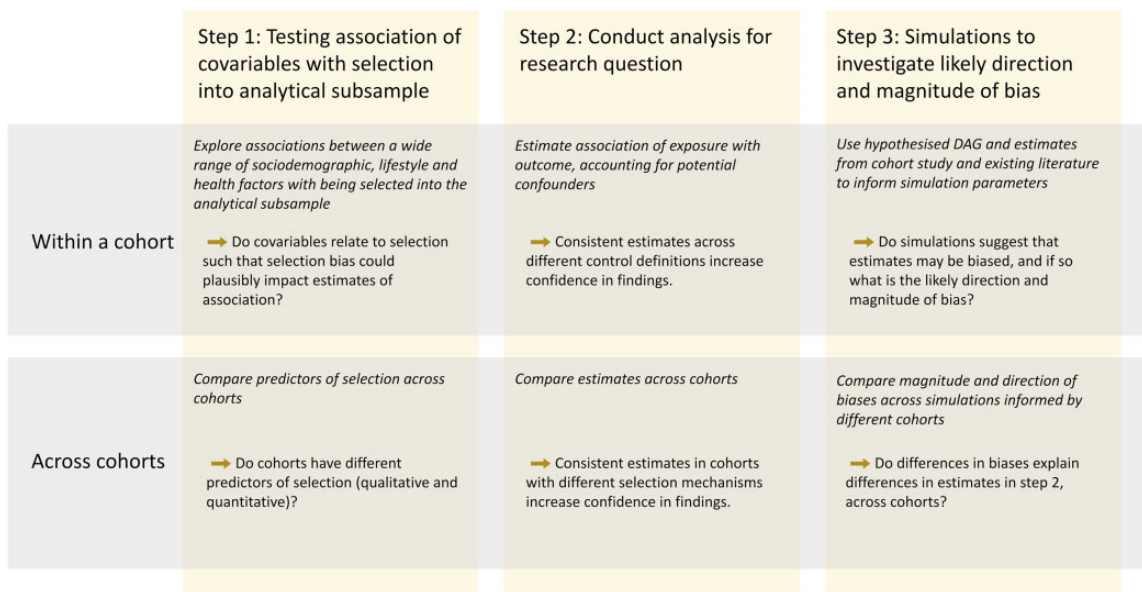 Step 1: Testing association of
covariables with selection
into analytical subsample
Step 2: Conduct analysis for
research question
Step 3: Simulations to
investigate likely direction
and magnitude of bias
Within a cohort
Explore associations between a wide
range of sociodemographic, lifestyle and
health factors with being selected into the
analytical subsample
→ Do covariables relate to selection
such that selection bias could
plausibly impact estimates of
association?
Estimate association of exposure with
outcome, accounting for potential
confounders
→ Consistent estimates across
different control definitions increase
confidence in findings.
Use hypothesised DAG and estimates
from cohort study and existing literature
to inform simulation parameters
→ Do simulations suggest that
estimates may be biased, and if so
what is the likely direction and
magnitude of bias?
Across cohorts
Compare predictors of selection across
cohorts
→ Do cohorts have different
predictors of selection (qualitative and
quantitative)?
Compare estimates across cohorts
→ Consistent estimates in cohorts
with different selection mechanisms
increase confidence in findings.
Compare magnitude and direction of
biases across simulations informed by
different cohorts
→ Do differences in biases explain
differences in estimates in step 2,
across cohorts?